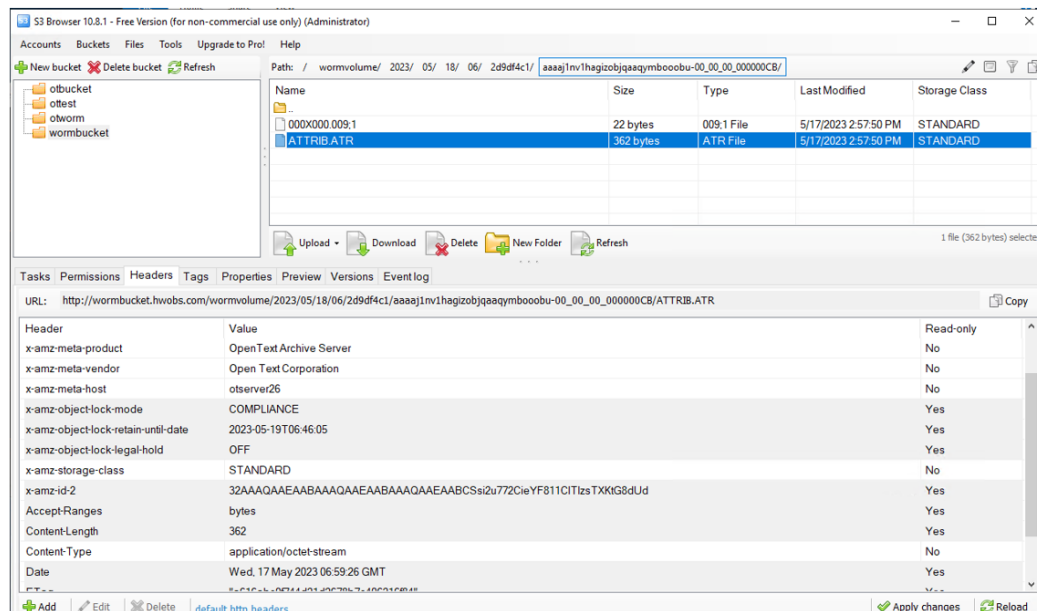 S3 Browser 10.8.1 - Free Version (for non-commercial use only) (Administrator)
Accounts Buckets Files Tools Upgrade to Pro! Help
New bucket Delete bucket Refresh
Path: / wormvolume/ 2023/ 05/ 18/ 06/ 2d9df4c1/ aaaaj1nv1hagizobjqaaqymbooobu-00_00_00_000000CB/
otbucket
ottest
otworm
wormbucket
Name Size Type Last Modified Storage Class
..
000X000.009;1 22 bytes 009;1 File 5/17/2023 2:57:50 PM STANDARD
ATTRIB.ATR 362 bytes ATR File 5/17/2023 2:57:50 PM STANDARD
Upload Download Delete New Folder Refresh
1 file (362 bytes) selecte
Tasks Permissions Headers Tags Properties Preview Versions Event log
URL: http://wormbucket.hwobs.com/wormvolume/2023/05/18/06/2d9df4c1/aaaaj1nv1hagizobjqaaqymbooobu-00_00_00_000000CB/ATTRIB.ATR Copy
Header Value Read-only
x-amz-meta-product OpenText Archive Server No
x-amz-meta-vendor Open Text Corporation No
x-amz-meta-host otserver26 No
x-amz-object-lock-mode COMPLIANCE Yes
x-amz-object-lock-retain-until-date 2023-05-19T06:46:05 Yes
x-amz-object-lock-legal-hold OFF Yes
x-amz-storage-class STANDARD No
x-amz-id-2 Yes
Accept-Ranges bytes Yes
Content-Length 362 Yes
Content-Type application/octet-stream No
Date Wed, 17 May 2023 06:59:26 GMT Yes
Add Edit Delete default http headers Apply changes Reload